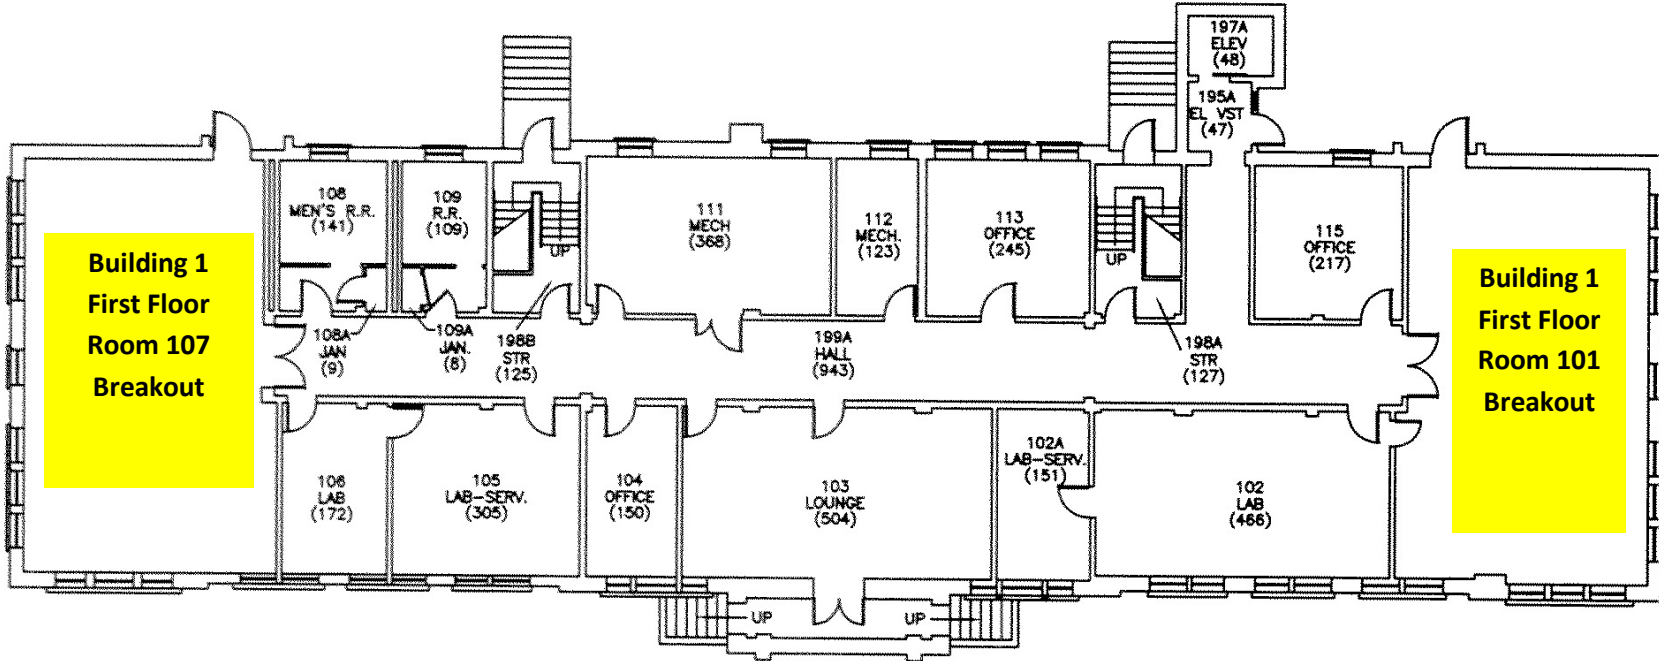 197A
ELEV
(48)
195A
EL VST
(47)
108
MEN'S R.R.
(141)
109
R.R.
(109)
UP
111
MECH
(368)
112
MECH.
(123)
113
OFFICE
(245)
UP
115
OFFICE
(217)
Building 1
First Floor
Room 107
Breakout
Building 1
First Floor
Room 101
Breakout
108A
JAN
(9)
109A
JAN.
(8)
198B
STR
(125)
199A
HALL
(943)
198A
STR
(127)
106
LAB
(172)
105
LAB-SERV.
(305)
104
OFFICE
(150)
103
LOUNGE
(504)
102A
LAB-SERV.
(151)
102
LAB
(466)
UP
UP